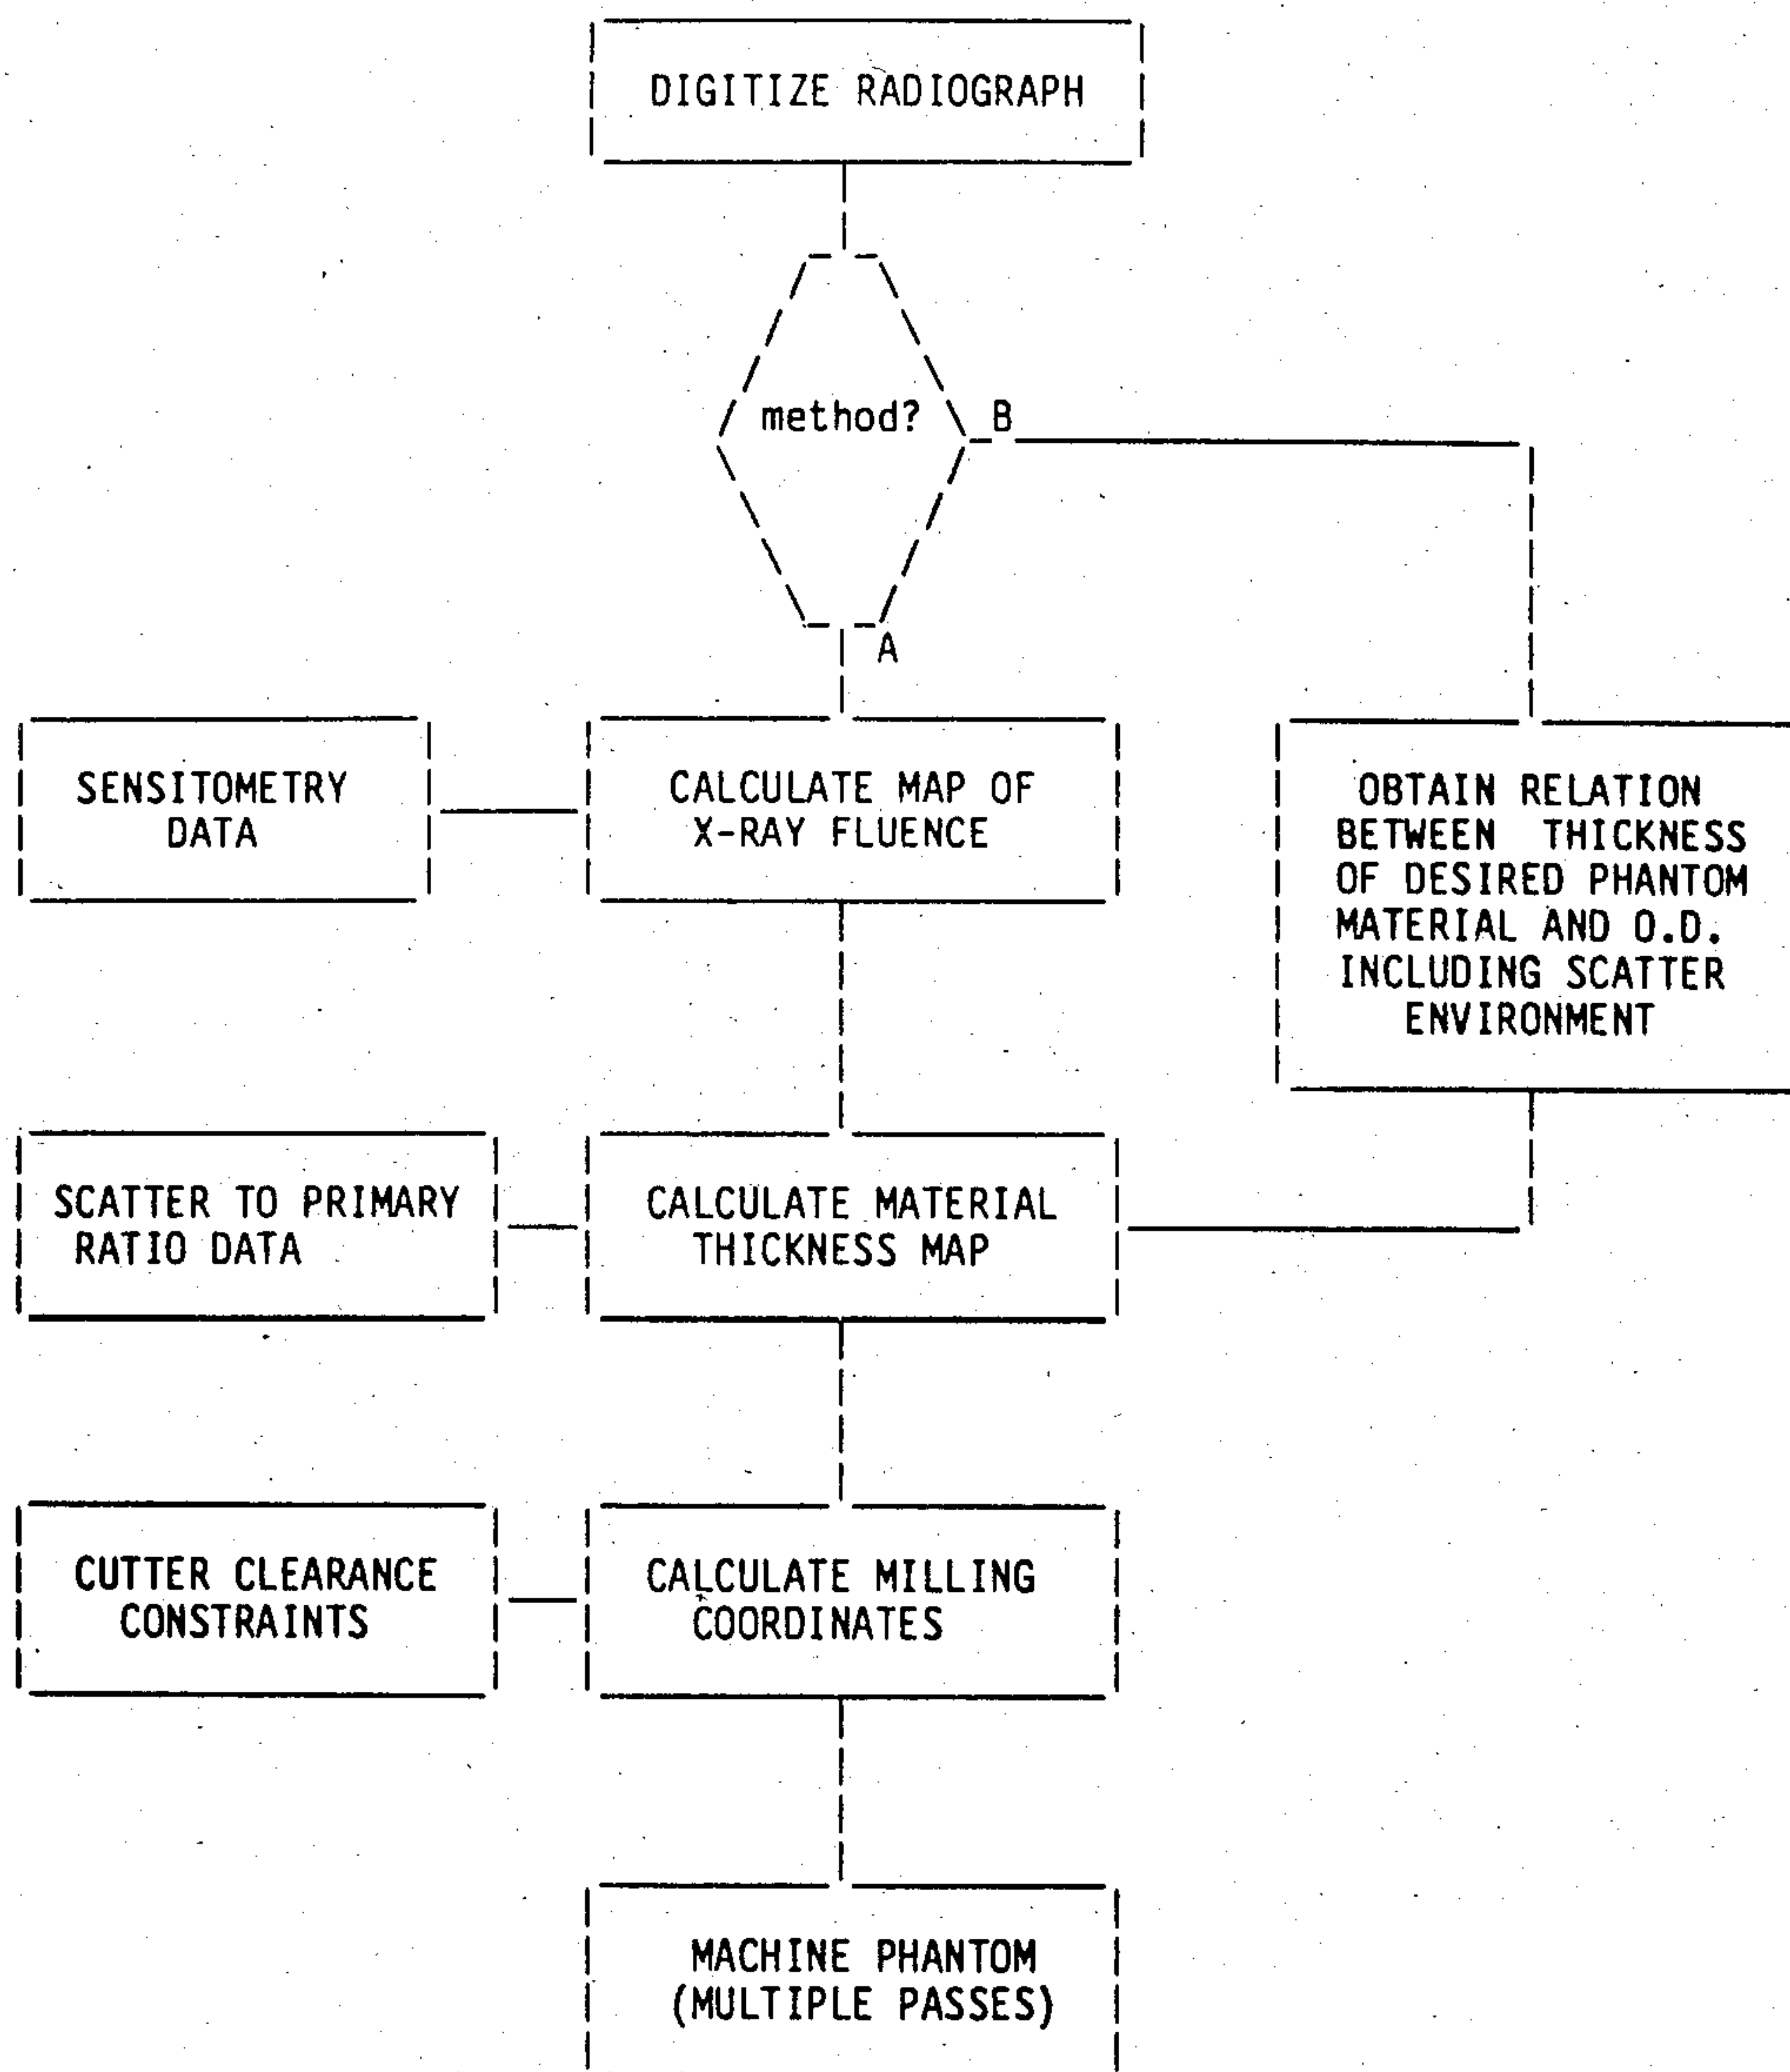 DIGITIZE RADIOGRAPH
method?
B
A
SENSITOMETRY
DATA
CALCULATE MAP OF
X-RAY FLUENCE
OBTAIN RELATION
BETWEEN THICKNESS
OF DESIRED PHANTOM
MATERIAL AND O.D.
INCLUDING SCATTER
ENVIRONMENT
SCATTER TO PRIMARY
RATIO DATA
CALCULATE MATERIAL
THICKNESS MAP
CUTTER CLEARANCE
CONSTRAINTS
CALCULATE MILLING
COORDINATES
MACHINE PHANTOM
(MULTIPLE PASSES)